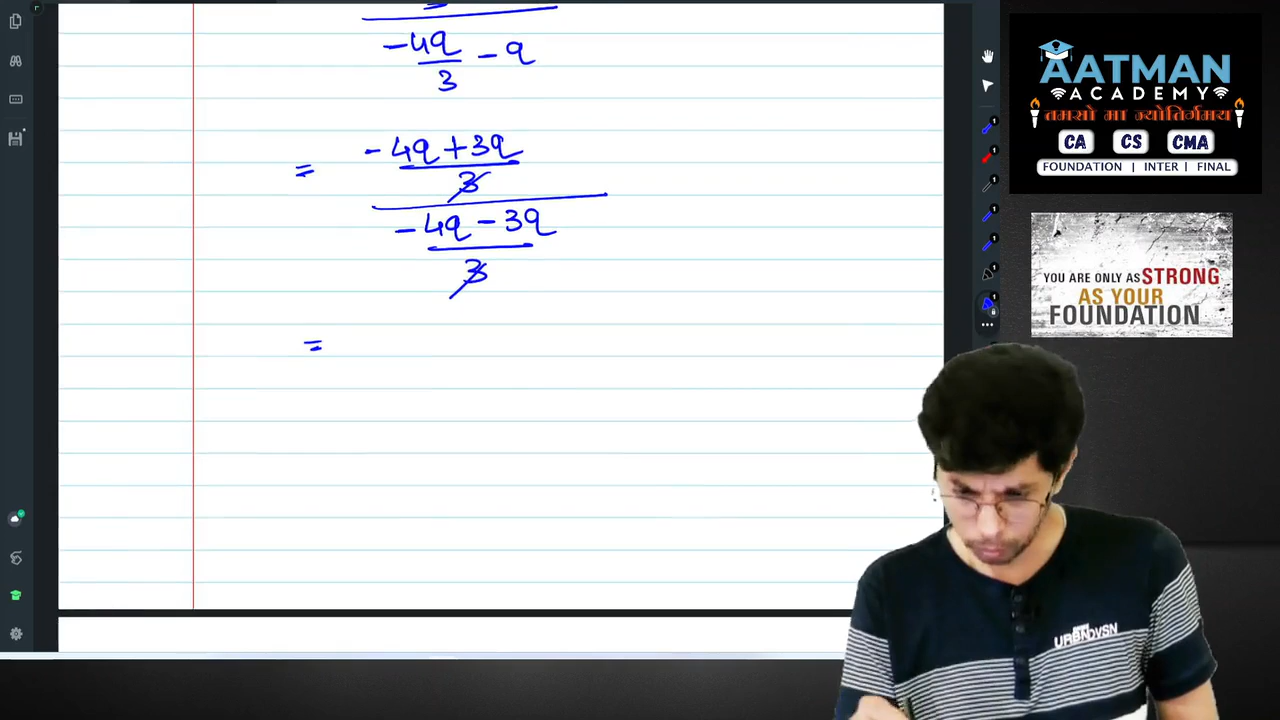 -4q/3 - q
= -4q + 3q
3
-4q - 3q
3
=
AATMAN
ACADEMY
तमसो मा ज्योतिर्गमय
CA CS CMA
FOUNDATION | INTER | FINAL
YOU ARE ONLY AS STRONG
AS YOUR
FOUNDATION
URBNDVSN